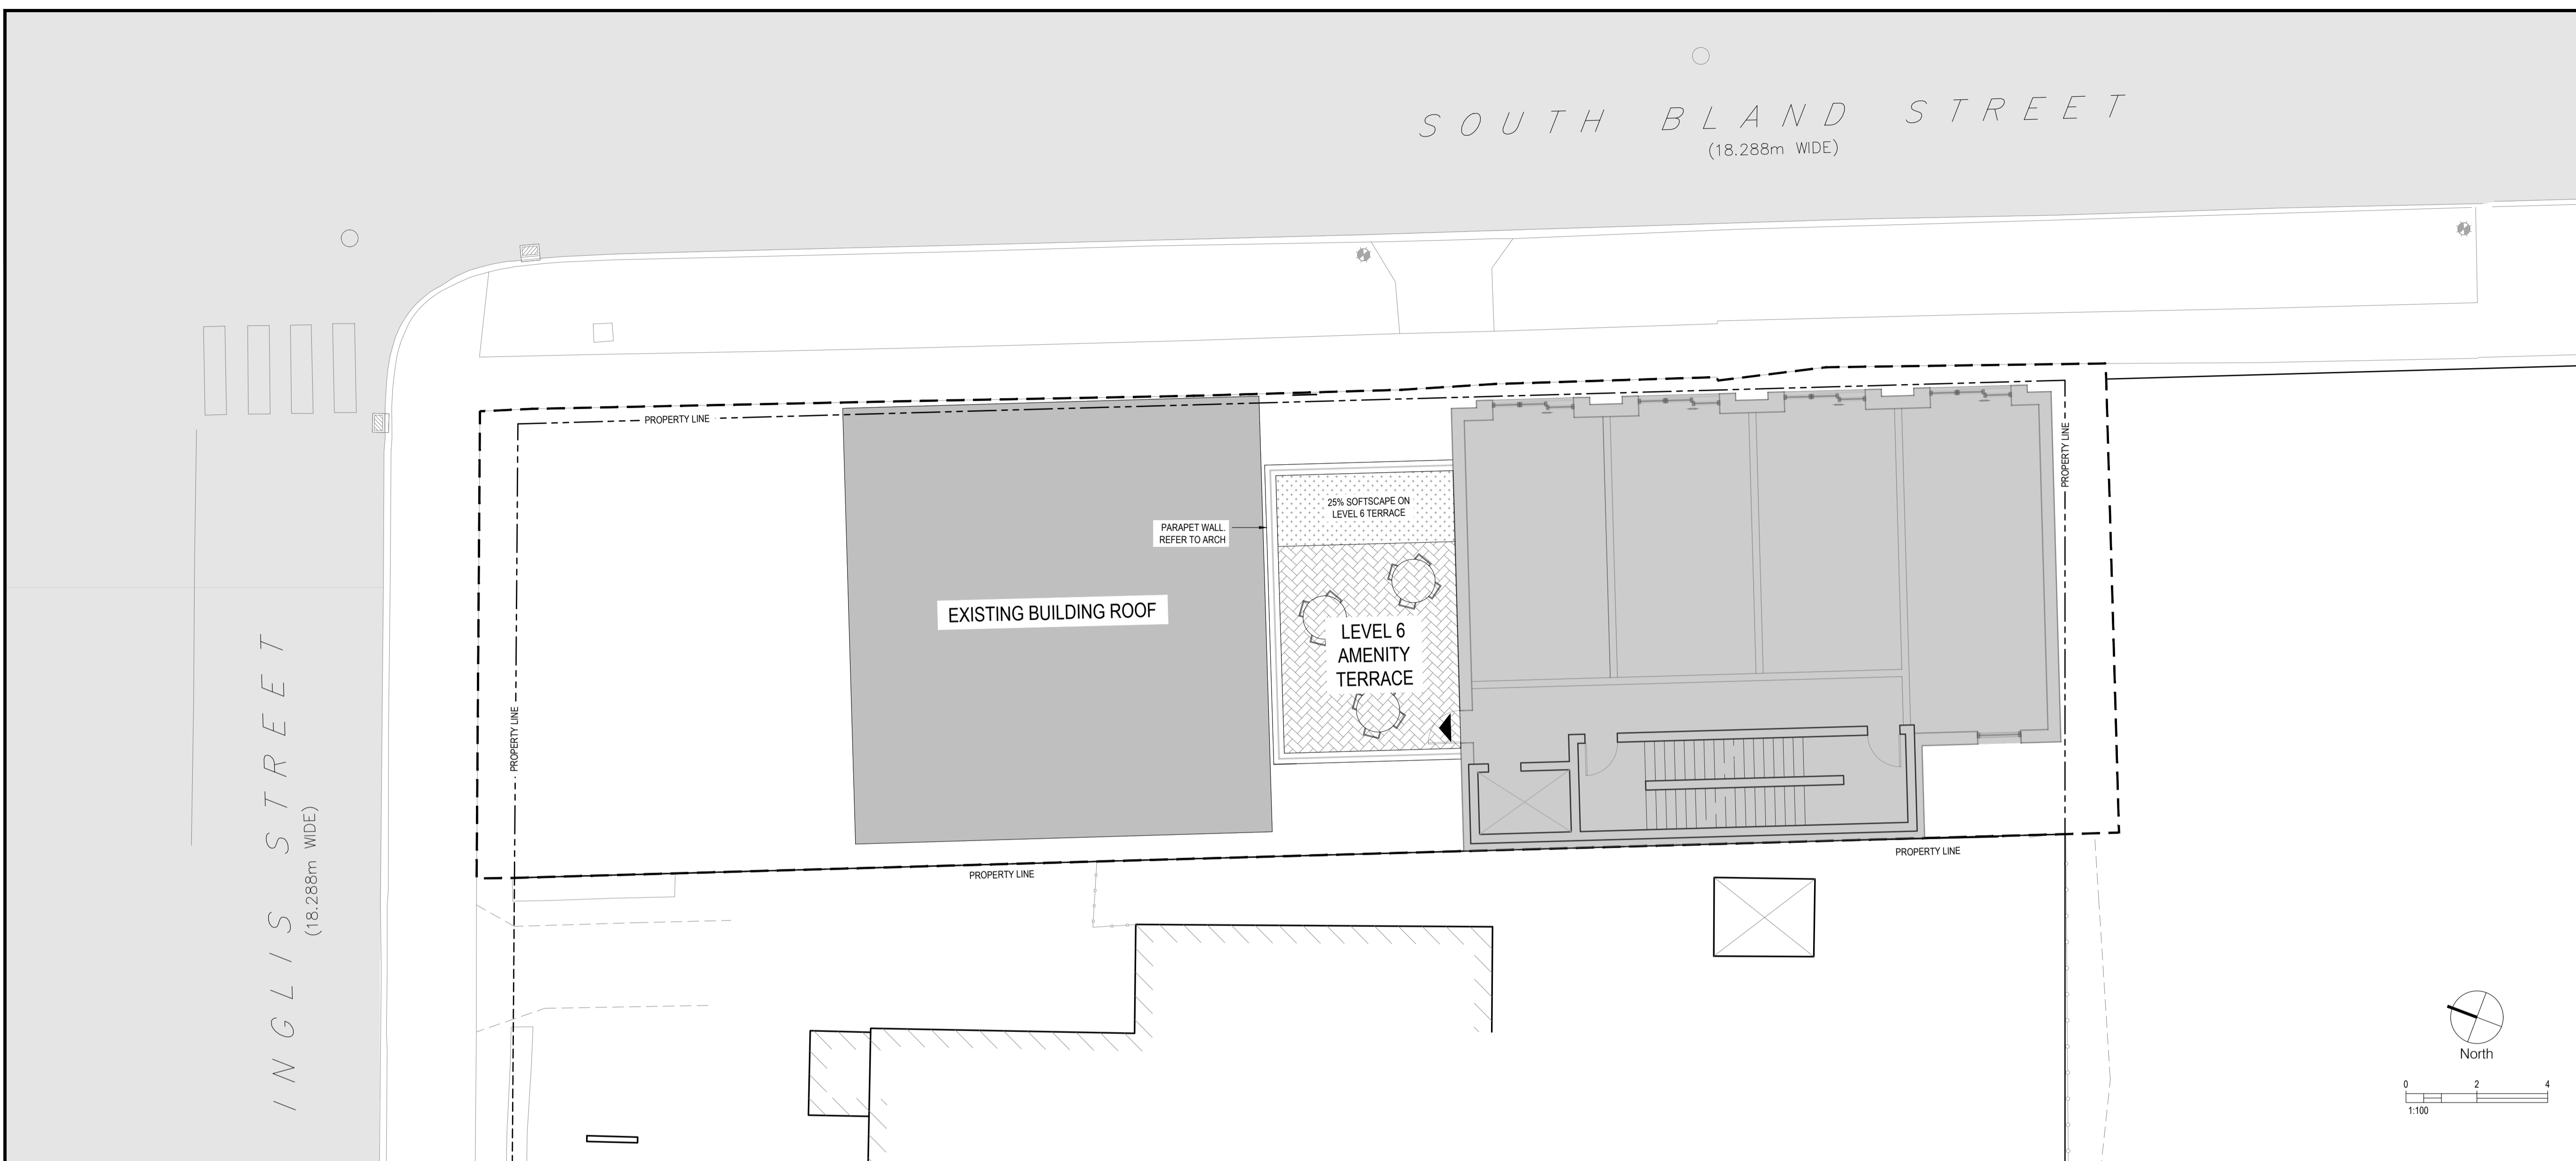 SOUTH BLAND STREET
(18.288m WIDE)
PROPERTY LINE
PROPERTY LINE
25% SOFTSCAPE ON
LEVEL 6 TERRACE
PARAPET WALL.
REFER TO ARCH
EXISTING BUILDING ROOF
LEVEL 6
AMENITY
TERRACE
PROPERTY LINE
INGLIS STREET
(18.288m WIDE)
PROPERTY LINE
PROPERTY LINE
North
0 2 4
1:100